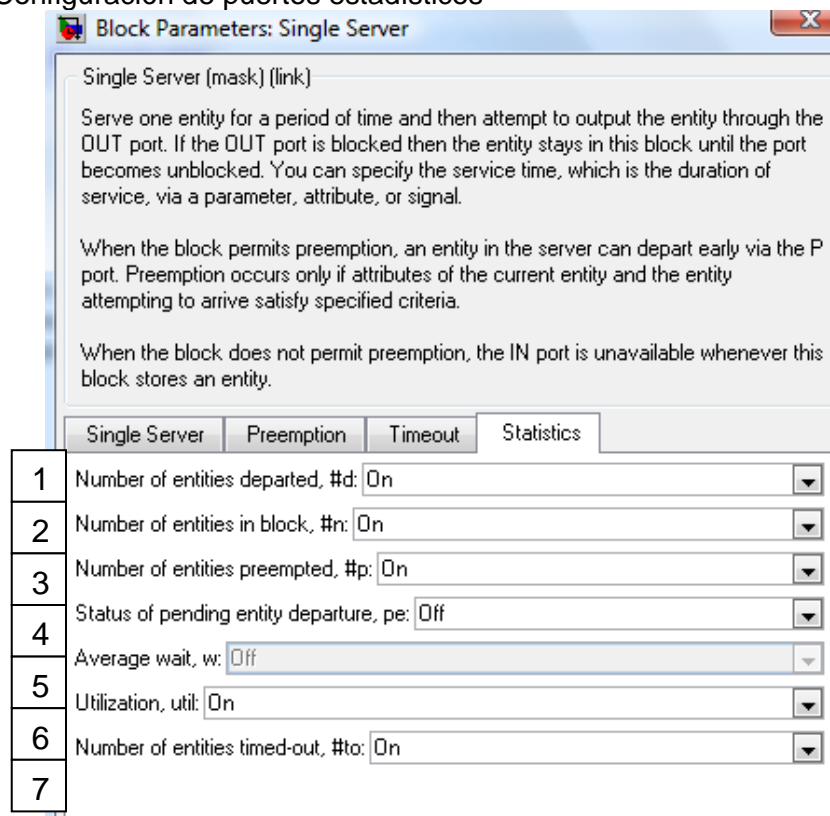 Configuración de puertos estadísticos
Block Parameters: Single Server
Single Server (mask) (link)
Serve one entity for a period of time and then attempt to output the entity through the
OUT port. If the OUT port is blocked then the entity stays in this block until the port
becomes unblocked. You can specify the service time, which is the duration of
service, via a parameter, attribute, or signal.
When the block permits preemption, an entity in the server can depart early via the P
port. Preemption occurs only if attributes of the current entity and the entity
attempting to arrive satisfy specified criteria.
When the block does not permit preemption, the IN port is unavailable whenever this
block stores an entity.
Single Server Preemption Timeout Statistics
1 Number of entities departed, #d: On
2 Number of entities in block, #n: On
3 Number of entities preempted, #p: On
4 Status of pending entity departure, pe: Off
5 Average wait, w: Off
6 Utilization, util: On
7 Number of entities timed-out, #to: On